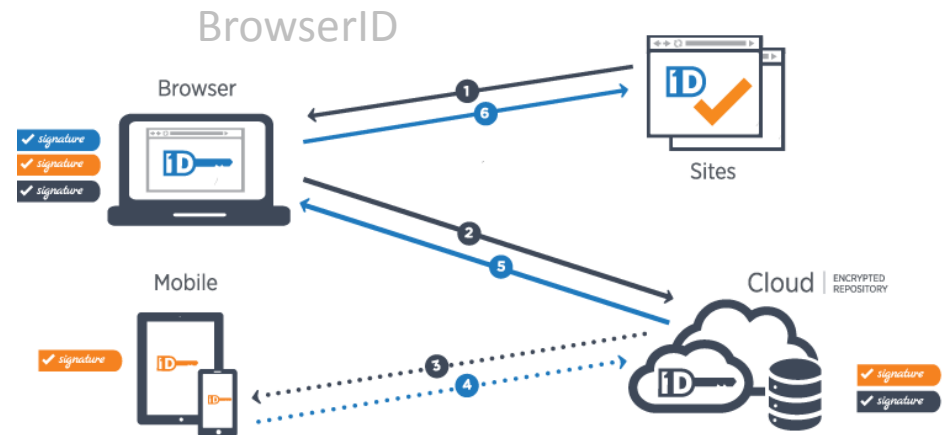 BrowserID
Browser
1
6
iD
Sites
signature
signature
signature
iD
2
5
Mobile
Cloud
ENCRYPTED
REPOSITORY
signature
iD
iD
3
4
iD
signature
signature